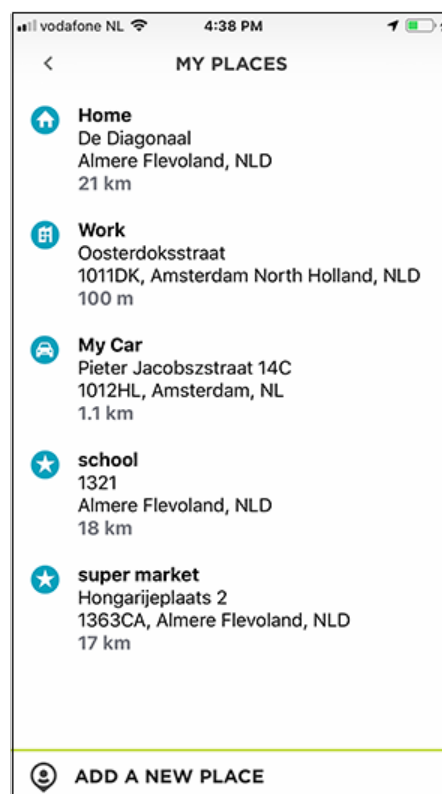 vodafone NL 4:38 PM
MY PLACES
Home
De Diagonaal
Almere Flevoland, NLD
21 km
Work
Oosterdoksstraat
1011DK, Amsterdam North Holland, NLD
100 m
My Car
Pieter Jacobszstraat 14C
1012HL, Amsterdam, NL
1.1 km
school
1321
Almere Flevoland, NLD
18 km
super market
Hongarijeplaats 2
1363CA, Almere Flevoland, NLD
17 km
ADD A NEW PLACE